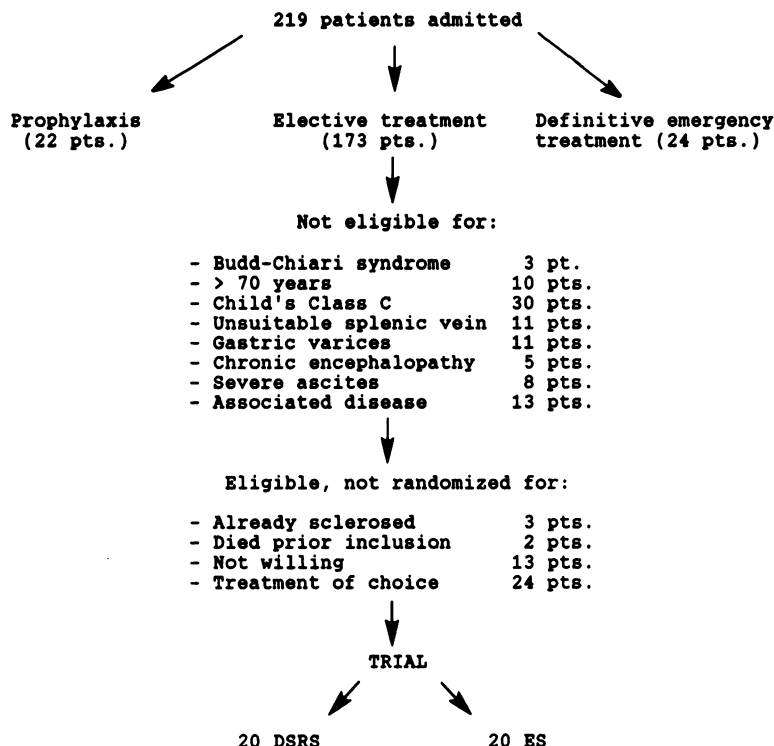 219 patients admitted
Prophylaxis
(22 pts.)
Elective treatment
(173 pts.)
Definitive emergency
treatment (24 pts.)
Not eligible for:
- Budd-Chiari syndrome 3 pt.
- > 70 years 10 pts.
- Child's Class C 30 pts.
- Unsuitable splenic vein 11 pts.
- Gastric varices 11 pts.
- Chronic encephalopathy 5 pts.
- Severe ascites 8 pts.
- Associated disease 13 pts.
Eligible, not randomized for:
- Already sclerosed 3 pts.
- Died prior inclusion 2 pts.
- Not willing 13 pts.
- Treatment of choice 24 pts.
TRIAL
20 DSRS 20 ES